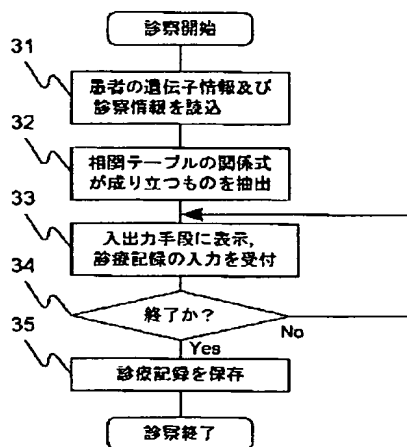 診察開始
31
患者の遺伝子情報及び
診察情報を読込
32
相関テーブルの関係式
が成り立つものを抽出
33
入出力手段に表示,
診療記録の入力を受付
34
終了か?
No
Yes
35
診療記録を保存
診察終了